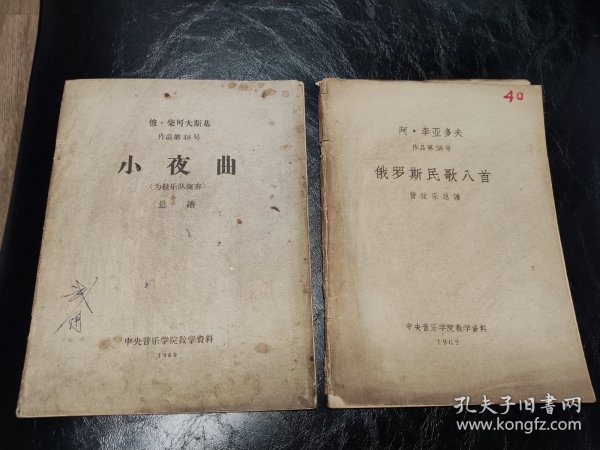 彼·柴可夫斯基
作品第48号
小夜曲
(为弦乐队演奏)
总谱
中央音乐学院教学资料
1962
40
阿·李亚多夫
作品第58号
俄罗斯民歌八首
管弦乐总谱
中央音乐学院教学资料
1962
孔夫子旧书网
www.kongfz.com